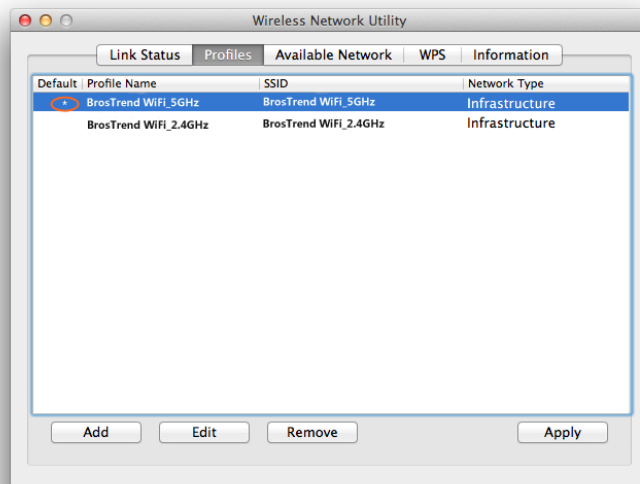 Wireless Network Utility
Link Status Profiles Available Network WPS Information
Default Profile Name SSID Network Type
* BrosTrend WiFi_5GHz BrosTrend WiFi_5GHz Infrastructure
BrosTrend WiFi_2.4GHz BrosTrend WiFi_2.4GHz Infrastructure
Add Edit Remove Apply